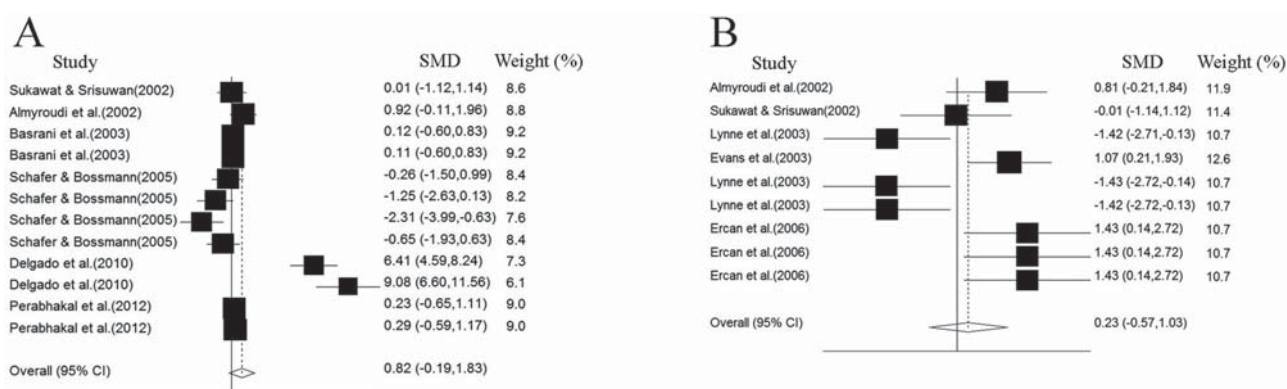 A
Study SMD Weight (%)
Sukawat & Srisuwan(2002) 0.01 (-1.12,1.14) 8.6
Almyroudi et al.(2002) 0.92 (-0.11,1.96) 8.8
Basrani et al.(2003) 0.12 (-0.60,0.83) 9.2
Basrani et al.(2003) 0.11 (-0.60,0.83) 9.2
Schafer & Bossmann(2005) -0.26 (-1.50,0.99) 8.4
Schafer & Bossmann(2005) -1.25 (-2.63,0.13) 8.2
Schafer & Bossmann(2005) -2.31 (-3.99,-0.63) 7.6
Schafer & Bossmann(2005) -0.65 (-1.93,0.63) 8.4
Delgado et al.(2010) 6.41 (4.59,8.24) 7.3
Delgado et al.(2010) 9.08 (6.60,11.56) 6.1
Perabhakal et al.(2012) 0.23 (-0.65,1.11) 9.0
Perabhakal et al.(2012) 0.29 (-0.59,1.17) 9.0
Overall (95% CI) 0.82 (-0.19,1.83)
B
Study SMD Weight (%)
Almyroudi et al.(2002) 0.81 (-0.21,1.84) 11.9
Sukawat & Srisuwan(2002) -0.01 (-1.14,1.12) 11.4
Lynne et al.(2003) -1.42 (-2.71,-0.13) 10.7
Evans et al.(2003) 1.07 (0.21,1.93) 12.6
Lynne et al.(2003) -1.43 (-2.72,-0.14) 10.7
Lynne et al.(2003) -1.42 (-2.72,-0.13) 10.7
Ercan et al.(2006) 1.43 (0.14,2.72) 10.7
Ercan et al.(2006) 1.43 (0.14,2.72) 10.7
Ercan et al.(2006) 1.43 (0.14,2.72) 10.7
Overall (95% CI) 0.23 (-0.57,1.03)